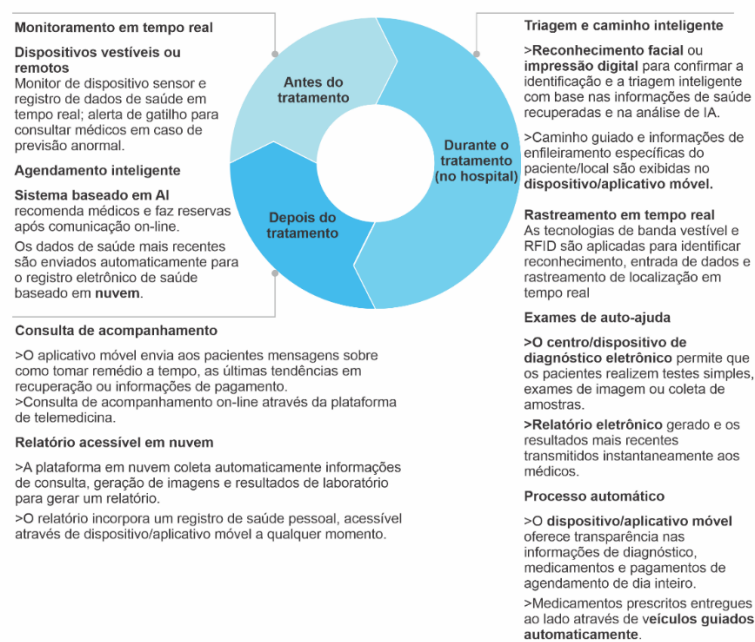 Monitoramento em tempo real
Dispositivos vestíveis ou
remotos
Monitor de dispositivo sensor e
registro de dados de saúde em
tempo real; alerta de gatilho para
consultar médicos em caso de
previsão anormal.
Agendamento inteligente
Sistema baseado em AI
recomenda médicos e faz reservas
após comunicação on-line.
Os dados de saúde mais recentes
são enviados automaticamente para
o registro eletrônico de saúde
baseado em nuvem.
Antes do
tratamento
Durante o
tratamento
(no hospital)
Depois do
tratamento
Triagem e caminho inteligente
>Reconhecimento facial ou
impressão digital para confirmar a
identificação e a triagem inteligente
com base nas informações de saúde
recuperadas e na análise de IA.
>Caminho guiado e informações de
enfileiramento específicas do
paciente/local são exibidas no
dispositivo/aplicativo móvel.
Rastreamento em tempo real
As tecnologias de banda vestível e
RFID são aplicadas para identificar
reconhecimento, entrada de dados e
rastreamento de localização em
tempo real
Exames de auto-ajuda
>O centro/dispositivo de
diagnóstico eletrônico permite que
os pacientes realizem testes simples,
exames de imagem ou coleta de
amostras.
>Relatório eletrônico gerado e os
resultados mais recentes
transmitidos instantaneamente aos
médicos.
Processo automático
>O dispositivo/aplicativo móvel
oferece transparência nas
informações de diagnóstico,
medicamentos e pagamentos de
agendamento de dia inteiro.
>Medicamentos prescritos entregues
ao lado através de veículos guiados
automaticamente.
Consulta de acompanhamento
>O aplicativo móvel envia aos pacientes mensagens sobre
como tomar remédio a tempo, as últimas tendências em
recuperação ou informações de pagamento.
>Consulta de acompanhamento on-line através da plataforma
de telemedicina.
Relatório acessível em nuvem
>A plataforma em nuvem coleta automaticamente informações
de consulta, geração de imagens e resultados de laboratório
para gerar um relatório.
>O relatório incorpora um registro de saúde pessoal, acessível
através de dispositivo/aplicativo móvel a qualquer momento.